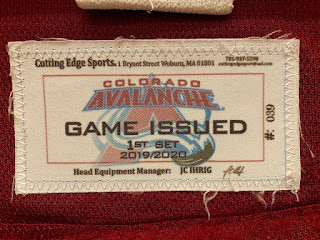 Cutting Edge Sports. 1 Bryant Street Woburn, MA 01801
781-937-5598
cuttingedgesports@aol.com
COLORADO
AVALANCHE
GAME ISSUED
1ST SET
2019/2020
#: 039
Head Equipment Manager: JC IHRIG